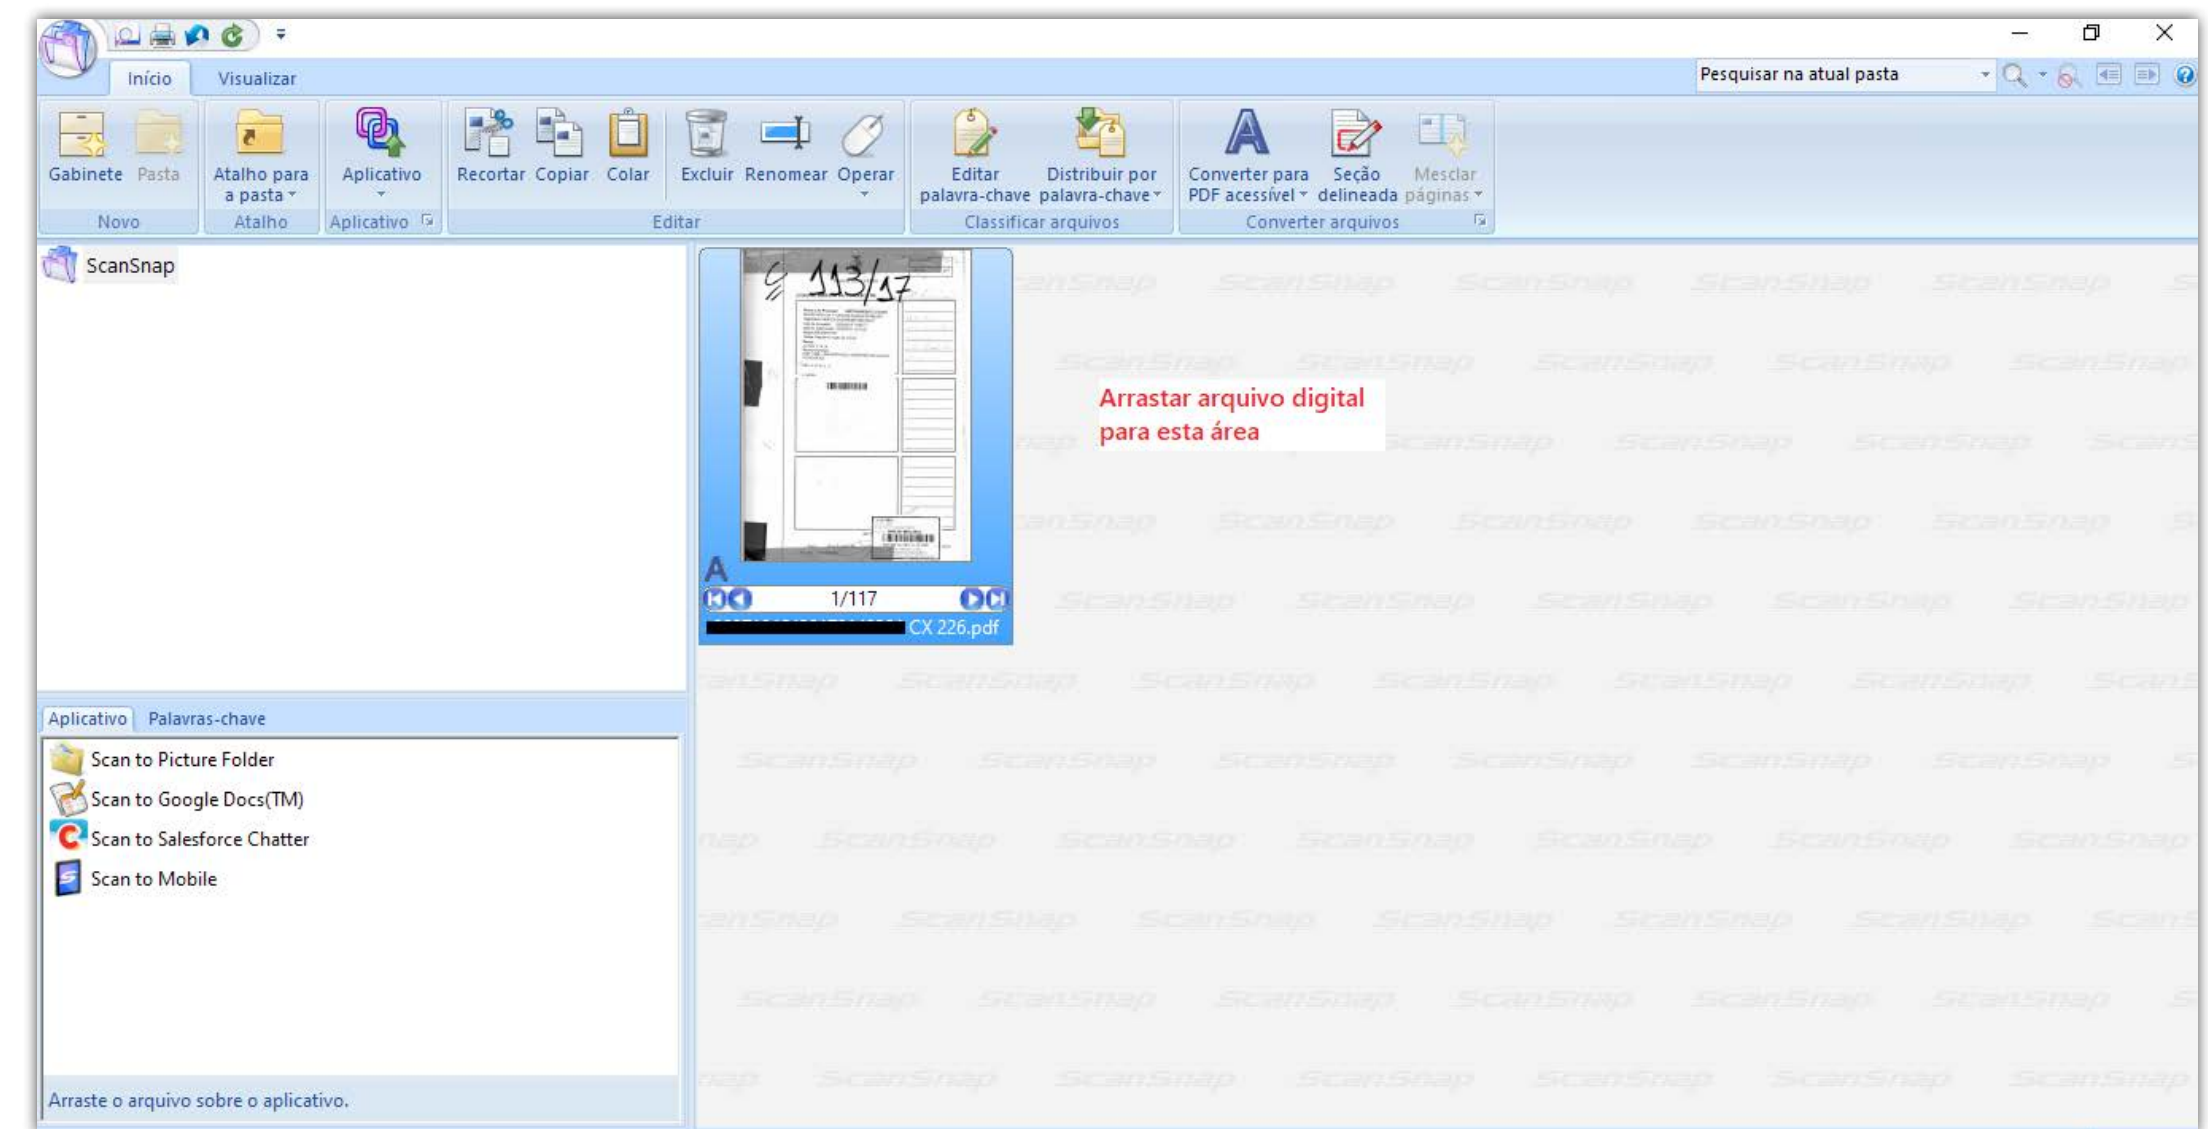 Início Visualizar
Pesquisar na atual pasta
Gabinete Pasta Atalho para a pasta Aplicativo Recortar Copiar Colar Excluir Renomear Operar Editar palavra-chave Distribuir por palavra-chave Converter para PDF acessível Seção delineada Mesclar páginas
Novo Atalho Aplicativo Editar Classificar arquivos Converter arquivos
ScanSnap
113/17
Arrastar arquivo digital
para esta área
A
1/117
CX 226.pdf
Aplicativo Palavras-chave
Scan to Picture Folder
Scan to Google Docs(TM)
Scan to Salesforce Chatter
Scan to Mobile
Arraste o arquivo sobre o aplicativo.